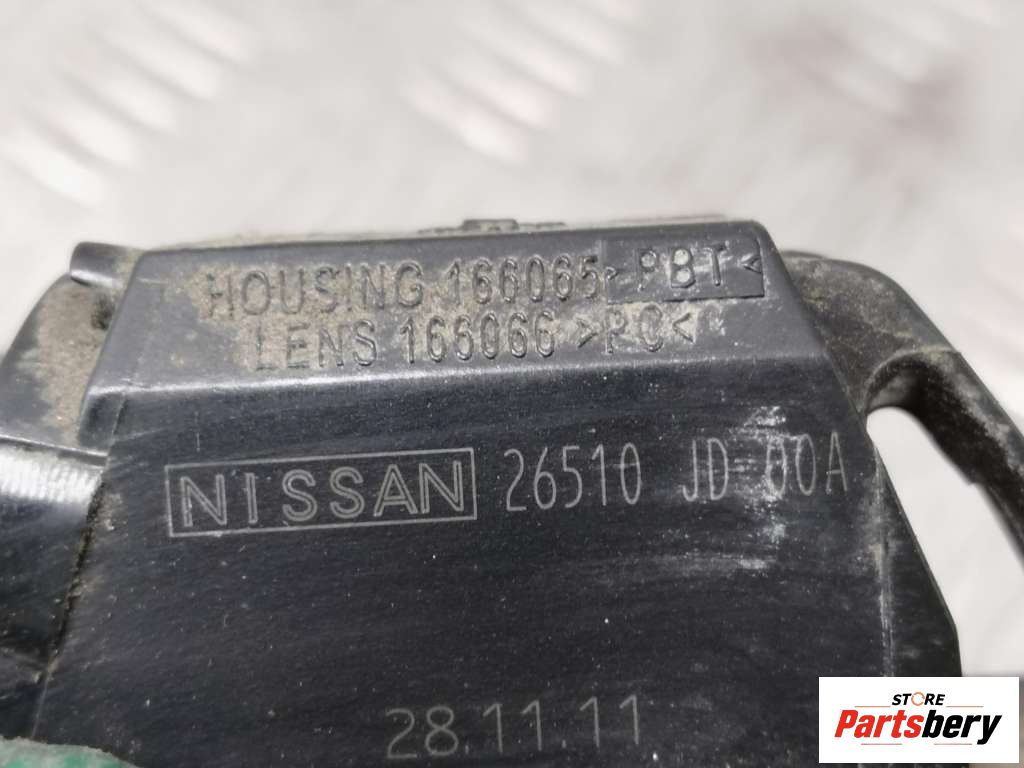 HOUSING 166065 >PBT<
LENS 166066 >PC<
NISSAN 26510 JD 00A
28.11.11
STORE
Partsbery